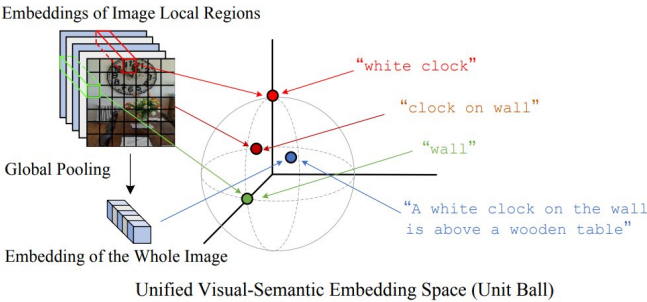 Embeddings of Image Local Regions
“white clock”
“clock on wall”
“wall”
Global Pooling
“A white clock on the wall
is above a wooden table”
Embedding of the Whole Image
Unified Visual-Semantic Embedding Space (Unit Ball)